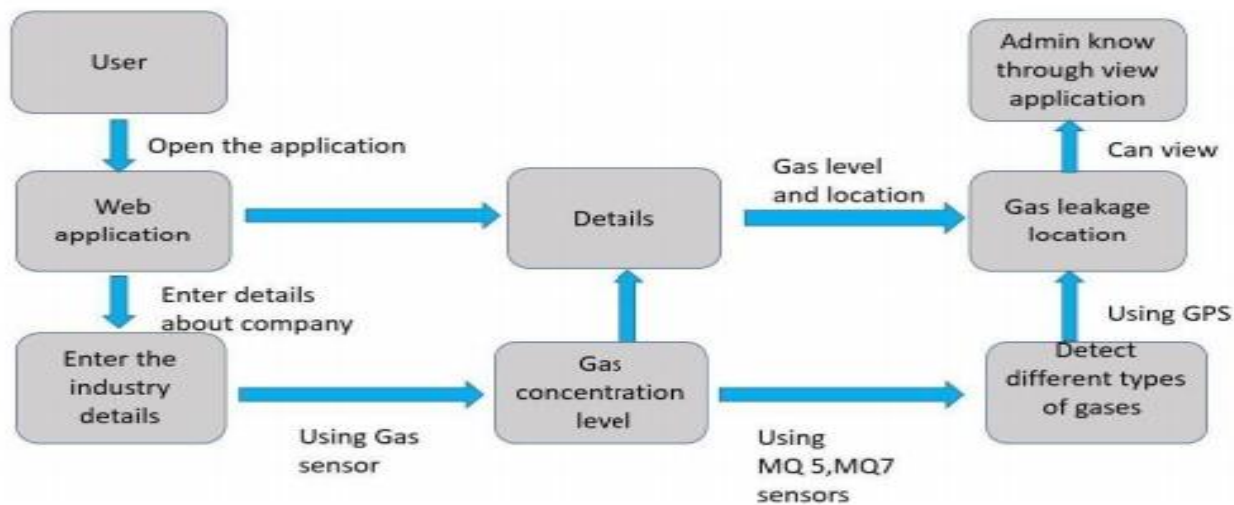 User
Open the application
Web
application
Enter details
about company
Enter the
industry
details
Using Gas
sensor
Details
Gas
concentration
level
Gas level
and location
Using
MQ 5,MQ7
sensors
Admin know
through view
application
Can view
Gas leakage
location
Using GPS
Detect
different types
of gases